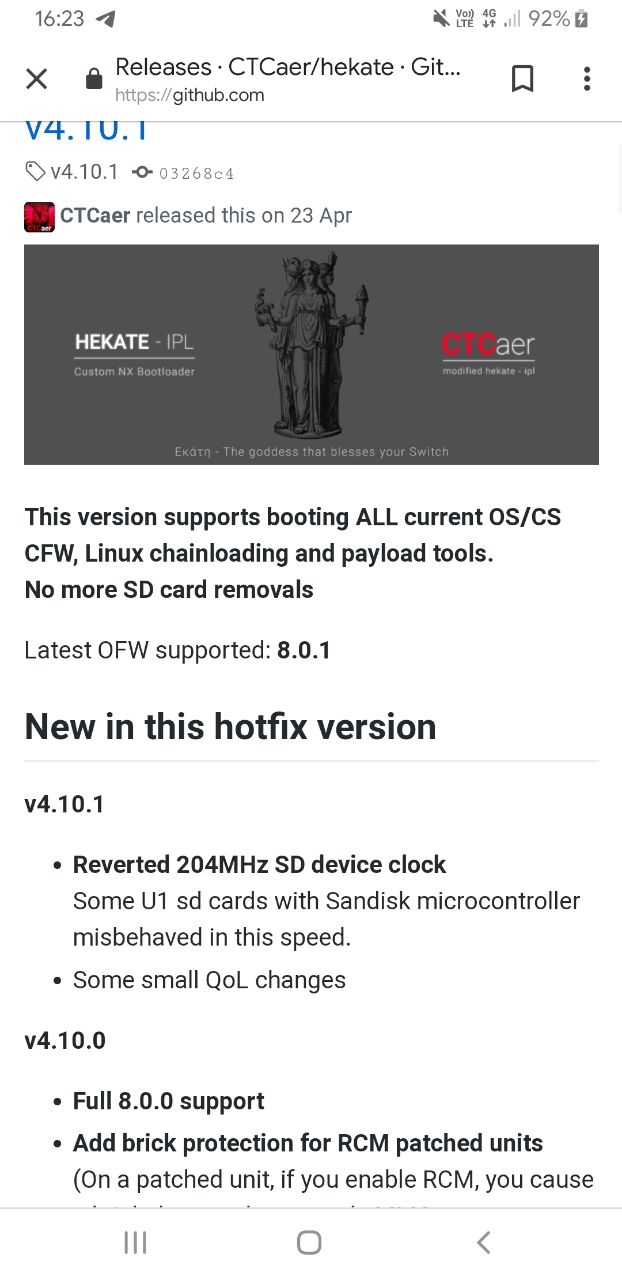 16:23
Vo)) LTE 4G 92%
Releases · CTCaer/hekate · Git...
https://github.com
v4.10.1
v4.10.1 03268c4
CTCaer released this on 23 Apr
HEKATE - IPL
Custom NX Bootloader
CTCaer
modified hekate - ipl
Εκάτη - The goddess that blesses your Switch
This version supports booting ALL current OS/CS
CFW, Linux chainloading and payload tools.
No more SD card removals
Latest OFW supported: 8.0.1
New in this hotfix version
v4.10.1
• Reverted 204MHz SD device clock
Some U1 sd cards with Sandisk microcontroller
misbehaved in this speed.
• Some small QoL changes
v4.10.0
• Full 8.0.0 support
• Add brick protection for RCM patched units
(On a patched unit, if you enable RCM, you cause